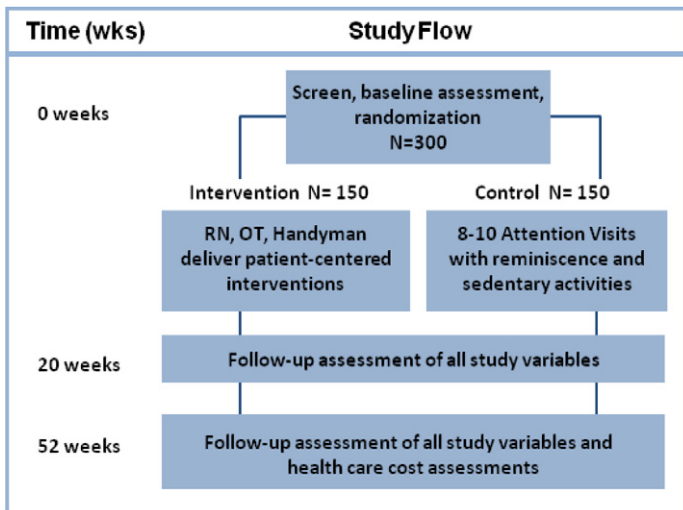 Time (wks) Study Flow
0 weeks
Screen, baseline assessment,
randomization
N=300
Intervention N= 150
Control N= 150
RN, OT, Handyman
deliver patient-centered
interventions
8-10 Attention Visits
with reminiscence and
sedentary activities
20 weeks
Follow-up assessment of all study variables
52 weeks
Follow-up assessment of all study variables and
health care cost assessments